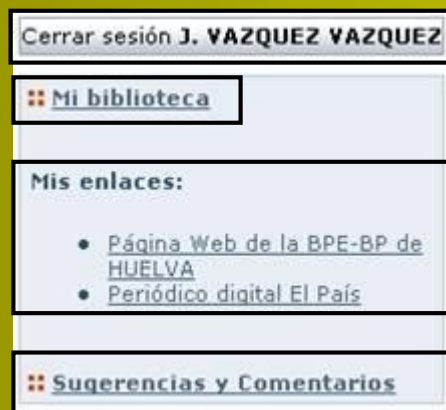 Cerrar sesión J. VAZQUEZ VAZQUEZ
Mi biblioteca
Mis enlaces:
Página Web de la BPE-BP de
HUELVA
Periódico digital El País
Sugerencias y Comentarios